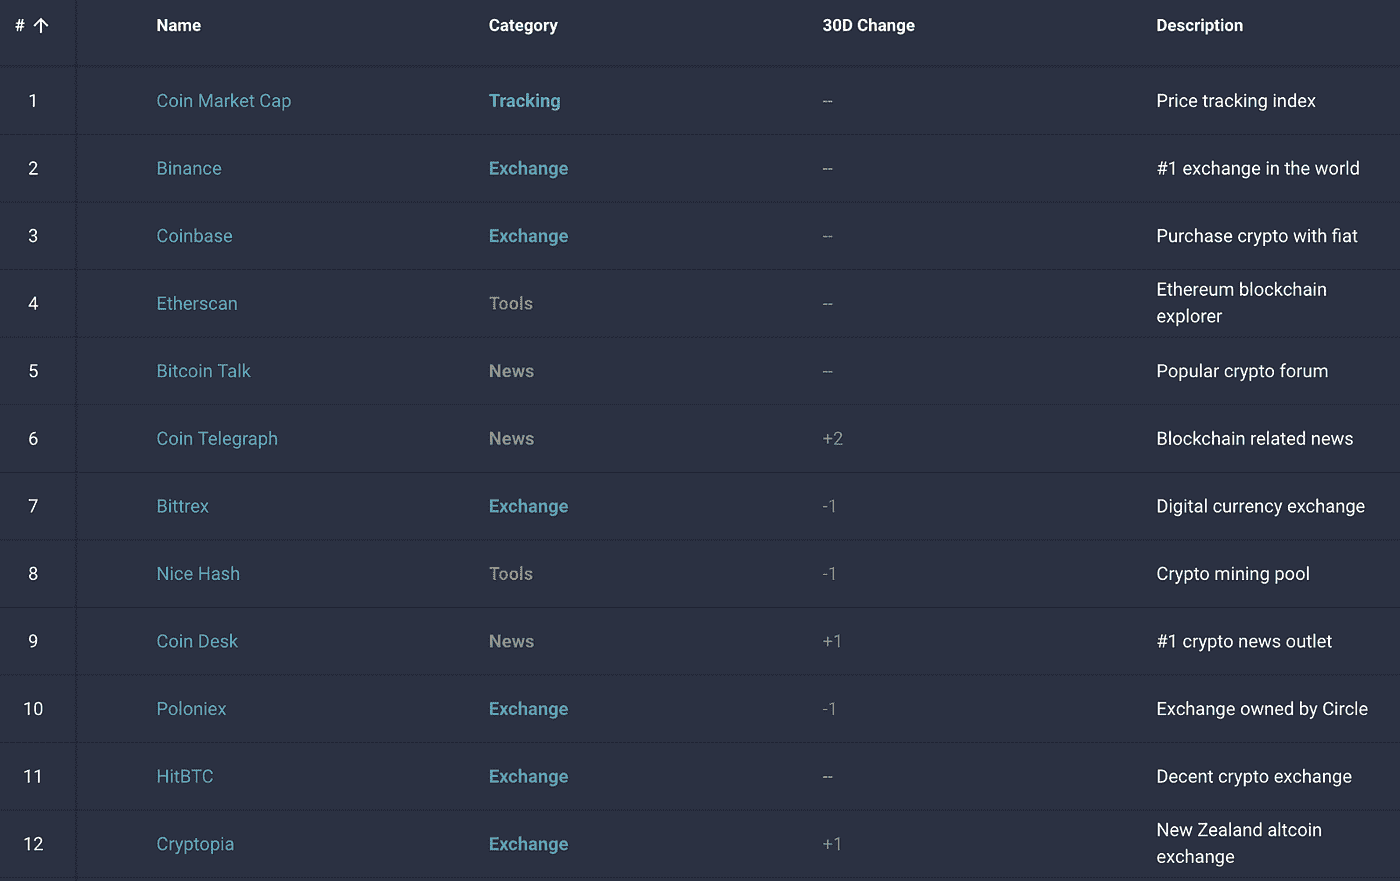 # ↑ Name Category 30D Change Description
1 Coin Market Cap Tracking -- Price tracking index
2 Binance Exchange -- #1 exchange in the world
3 Coinbase Exchange -- Purchase crypto with fiat
4 Etherscan Tools -- Ethereum blockchain
explorer
5 Bitcoin Talk News -- Popular crypto forum
6 Coin Telegraph News +2 Blockchain related news
7 Bittrex Exchange -1 Digital currency exchange
8 Nice Hash Tools -1 Crypto mining pool
9 Coin Desk News +1 #1 crypto news outlet
10 Poloniex Exchange -1 Exchange owned by Circle
11 HitBTC Exchange -- Decent crypto exchange
12 Cryptopia Exchange +1 New Zealand altcoin
exchange